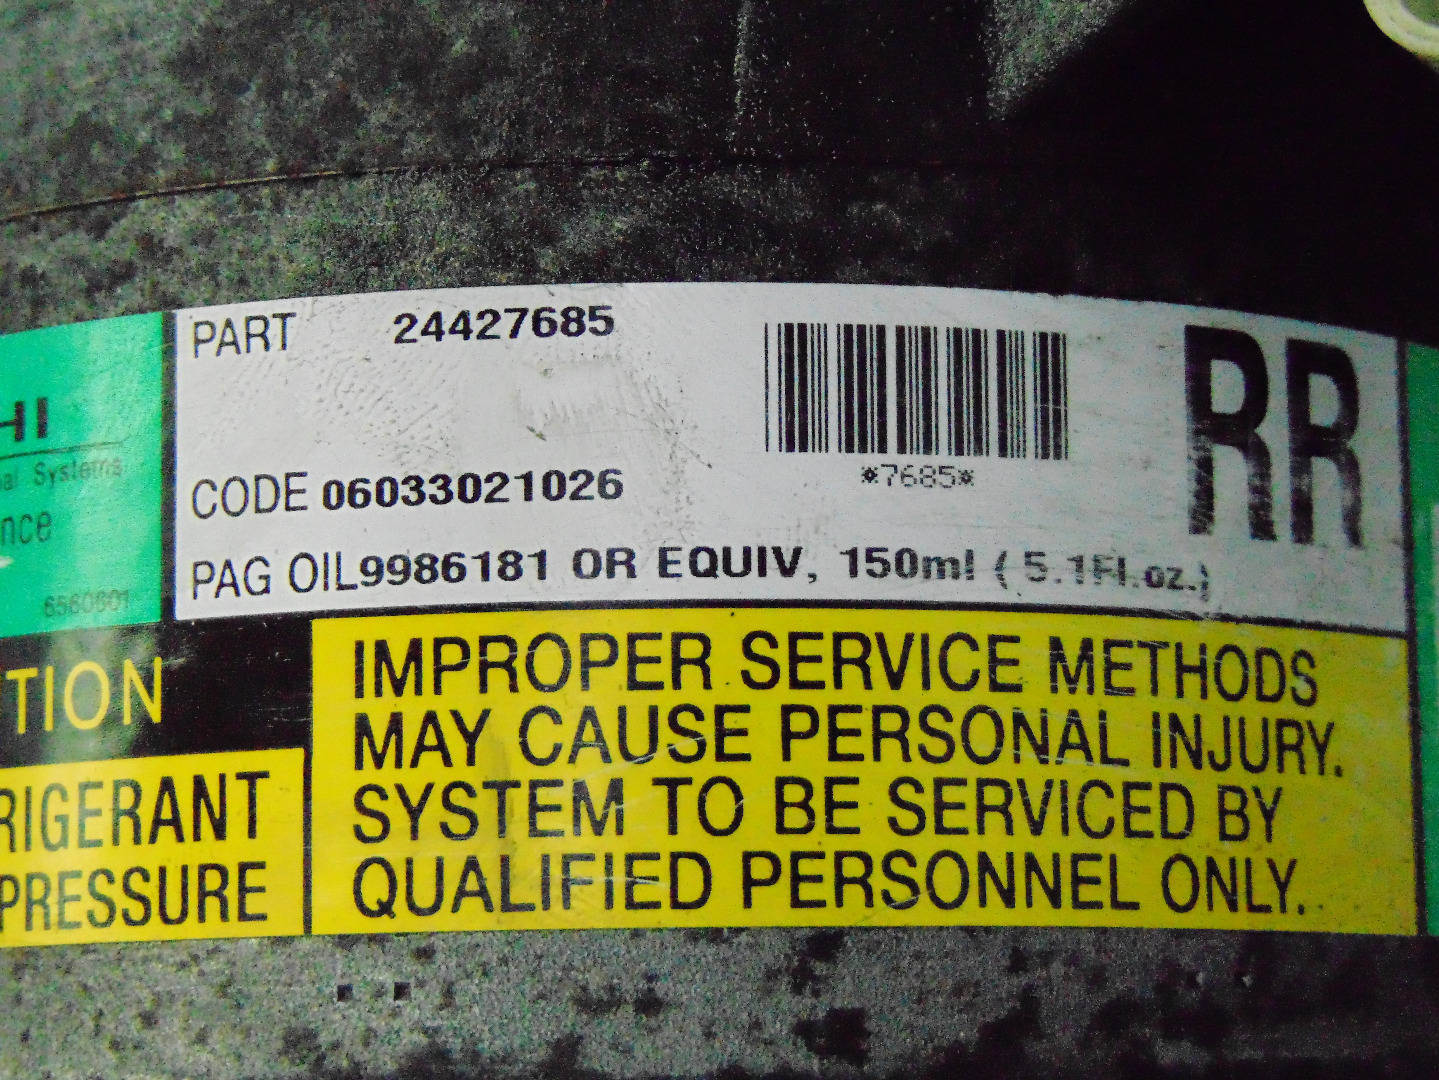 PART 24427685
*7685*
RR
CODE 06033021026
PAG OIL9986181 OR EQUIV, 150ml (5.1Fl.oz.)
HI
Systems
nce
6560601
TION
RIGERANT
PRESSURE
IMPROPER SERVICE METHODS
MAY CAUSE PERSONAL INJURY.
SYSTEM TO BE SERVICED BY
QUALIFIED PERSONNEL ONLY.